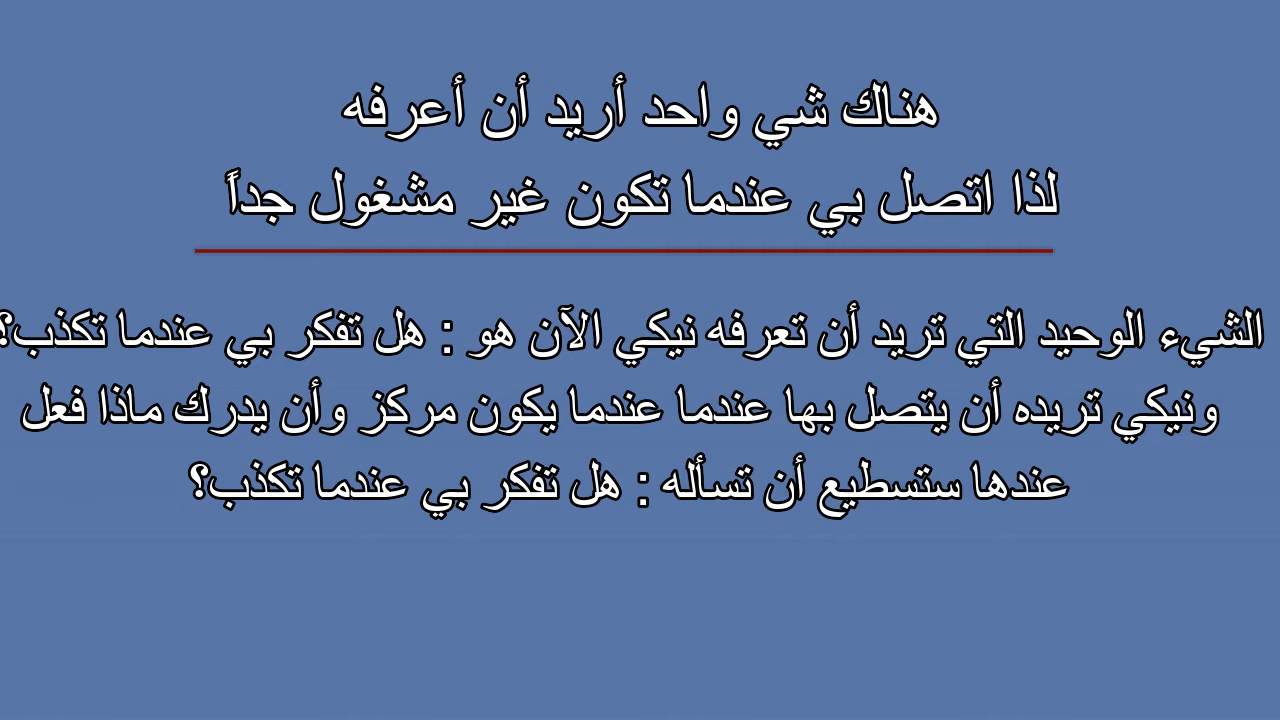 هناك شي واحد أريد أن أعرفه
لذا اتصل بي عندما تكون غير مشغول جداً
الشيء الوحيد التي تريد أن تعرفه نيكي الآن هو : هل تفكر بي عندما تكذب؟
ونيكي تريده أن يتصل بها عندما عندما يكون مركز وأن يدرك ماذا فعل
عندها ستسطيع أن تسأله : هل تفكر بي عندما تكذب؟